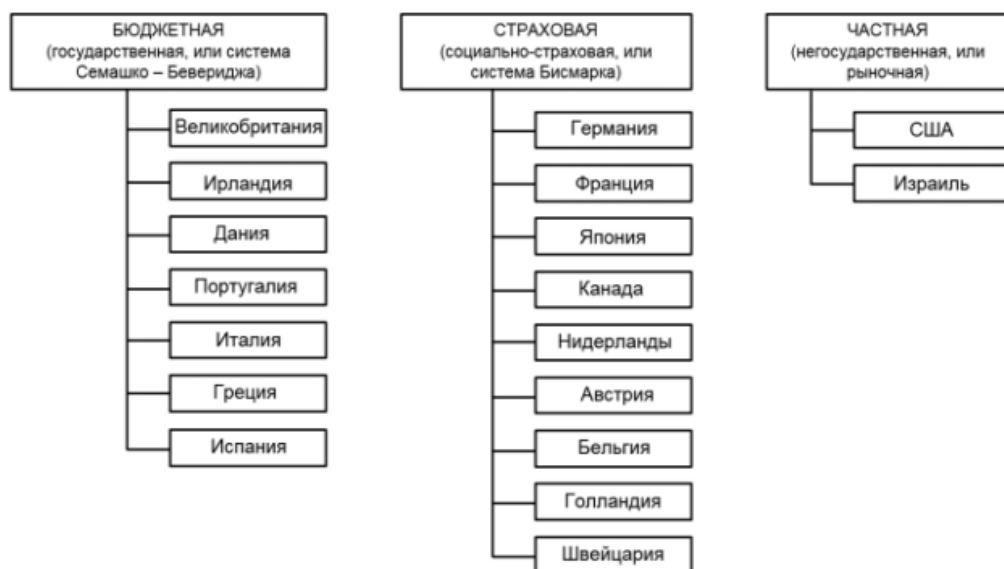 БЮДЖЕТНАЯ
(государственная, или система
Семашко – Бевериджа)
Великобритания
Ирландия
Дания
Португалия
Италия
Греция
Испания
СТРАХОВАЯ
(социально-страховая, или
система Бисмарка)
Германия
Франция
Япония
Канада
Нидерланды
Австрия
Бельгия
Голландия
Швейцария
ЧАСТНАЯ
(негосударственная, или
рыночная)
США
Израиль